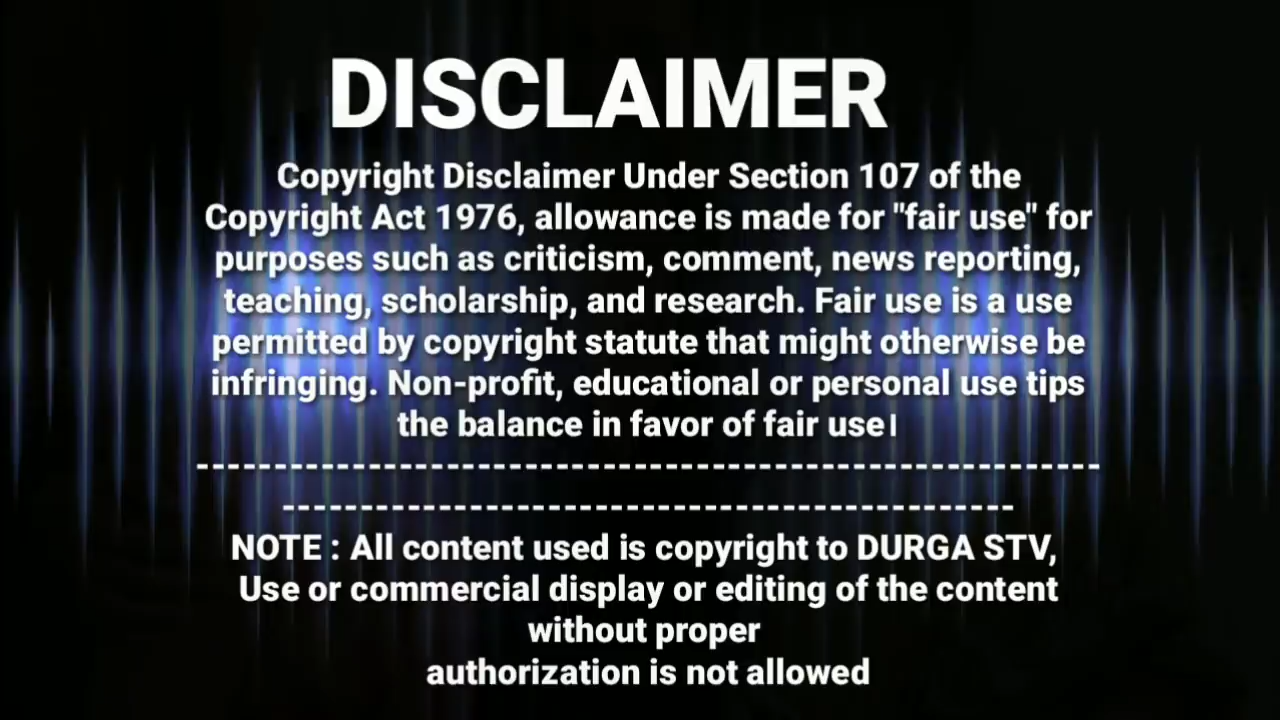 DISCLAIMER
Copyright Disclaimer Under Section 107 of the
Copyright Act 1976, allowance is made for "fair use" for
purposes such as criticism, comment, news reporting,
teaching, scholarship, and research. Fair use is a use
permitted by copyright statute that might otherwise be
infringing. Non-profit, educational or personal use tips
the balance in favor of fair use।
----------------------------------------------------------
-----------------------------------------------
NOTE : All content used is copyright to DURGA STV,
Use or commercial display or editing of the content
without proper
authorization is not allowed